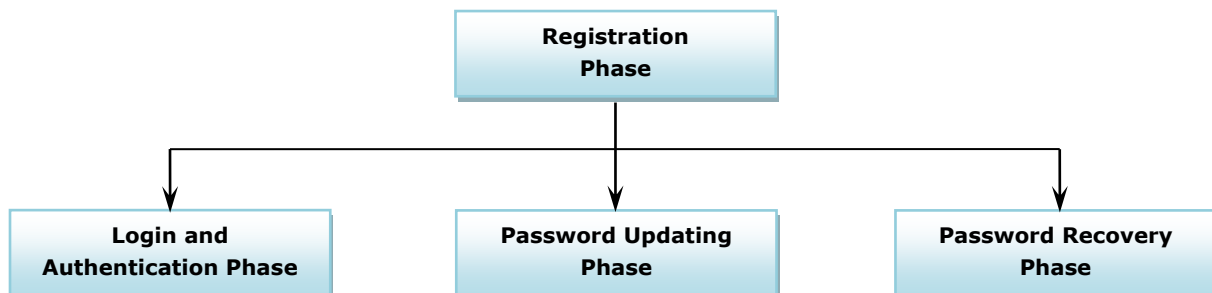 Registration
Phase
Login and
Authentication Phase
Password Updating
Phase
Password Recovery
Phase